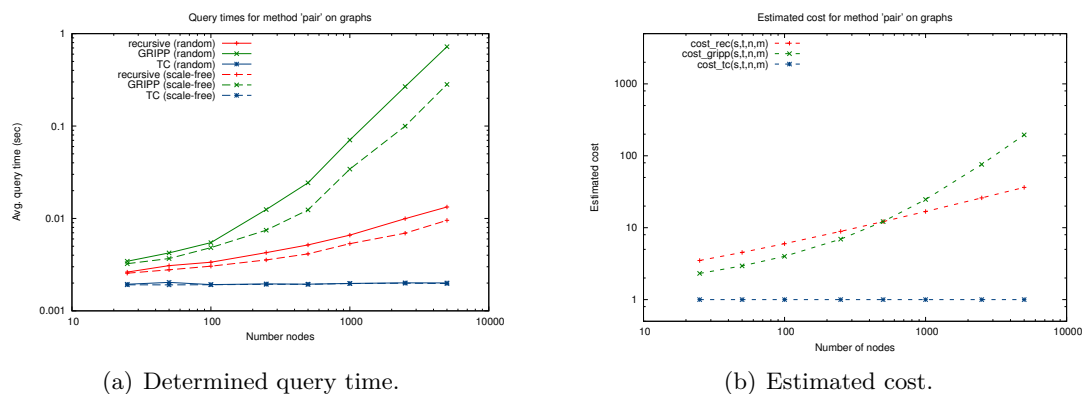 Query times for method 'pair' on graphs
Avg. query time (sec)
1
0.1
0.01
0.001
recursive (random)
GRIPP (random)
TC (random)
recursive (scale-free)
GRIPP (scale-free)
TC (scale-free)
10
100
1000
10000
Number nodes
(a) Determined query time.
Estimated cost for method 'pair' on graphs
Estimated cost
1000
100
10
1
cost_rec(s,t,n,m)
cost_gripp(s,t,n,m)
cost_tc(s,t,n,m)
10
100
1000
10000
Number of nodes
(b) Estimated cost.